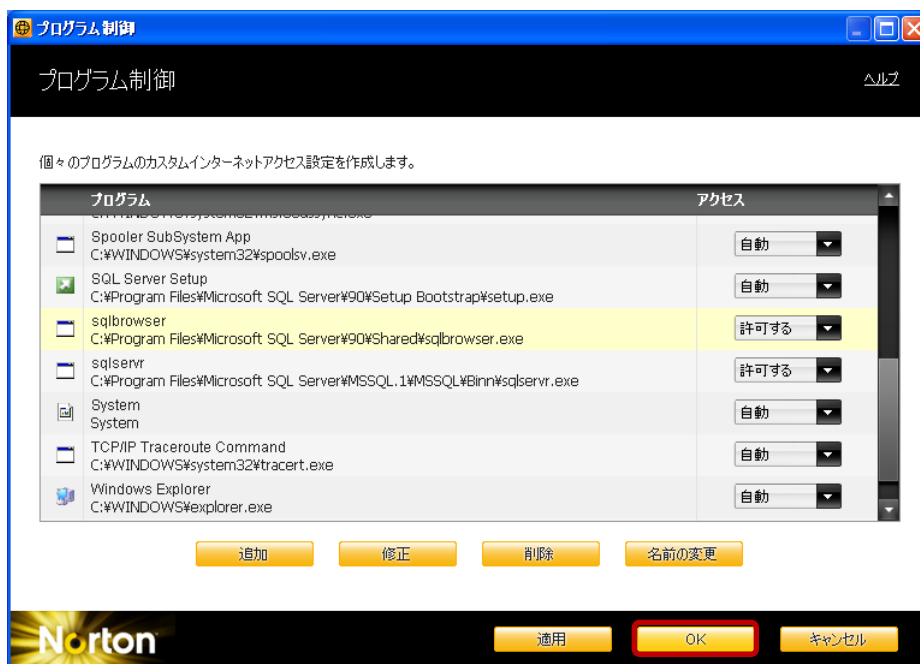 プログラム制御
プログラム制御
ヘルプ
個々のプログラムのカスタムインターネットアクセス設定を作成します。
プログラム アクセス
Spooler SubSystem App
C:¥WINDOWS¥system32¥spoolsv.exe
自動
SQL Server Setup
C:¥Program Files¥Microsoft SQL Server¥90¥Setup Bootstrap¥setup.exe
自動
sqlbrowser
C:¥Program Files¥Microsoft SQL Server¥90¥Shared¥sqlbrowser.exe
許可する
sqlservr
C:¥Program Files¥Microsoft SQL Server¥MSSQL.1¥MSSQL¥Binn¥sqlservr.exe
許可する
System
System
自動
TCP/IP Traceroute Command
C:¥WINDOWS¥system32¥tracert.exe
自動
Windows Explorer
C:¥WINDOWS¥explorer.exe
自動
追加 修正 削除 名前の変更
Norton
適用 OK キャンセル